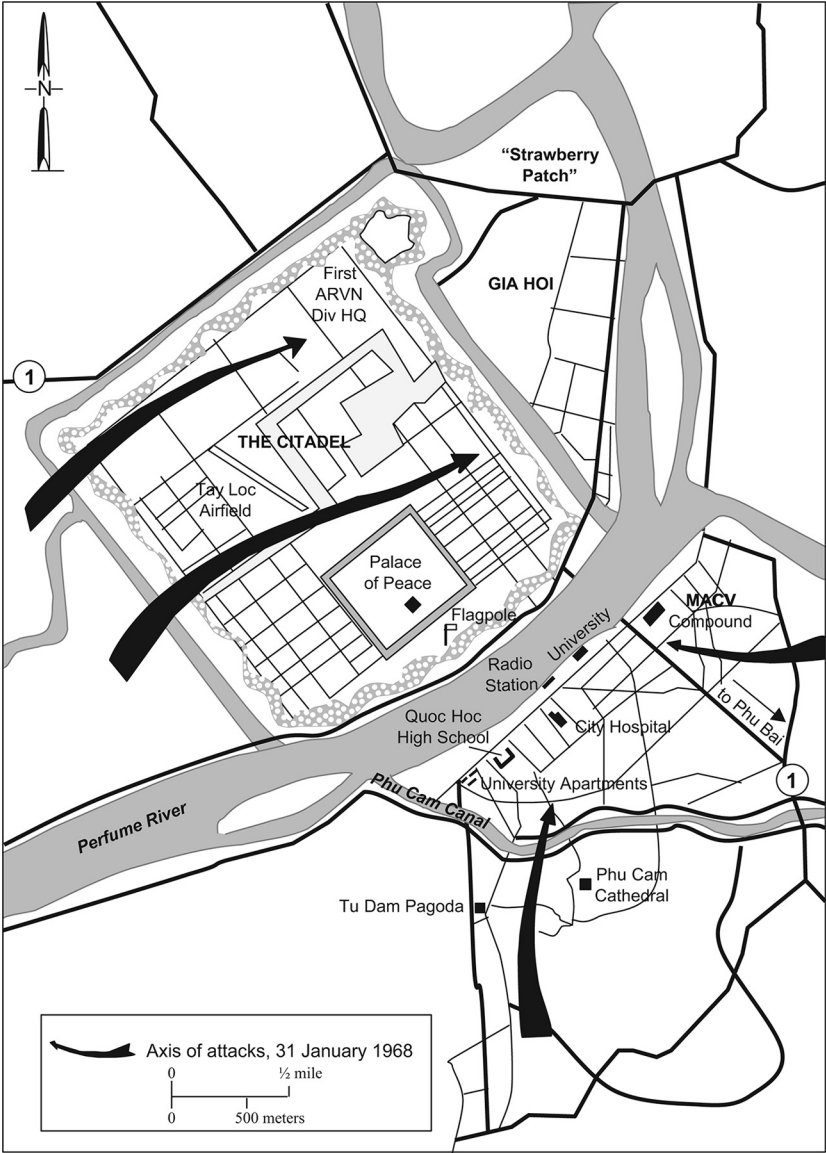 N
“Strawberry
Patch”
First
ARVN
Div HQ
GIA HOI
1
THE CITADEL
Tay Loc
Airfield
Palace
of Peace
Flagpole
MACV
Compound
University
Radio
Station
to Phu Bai
Quoc Hoc
High School
City Hospital
University Apartments
1
Phu Cam Canal
Perfume River
Phu Cam
Cathedral
Tu Dam Pagoda
Axis of attacks, 31 January 1968
0
½ mile
0
500 meters